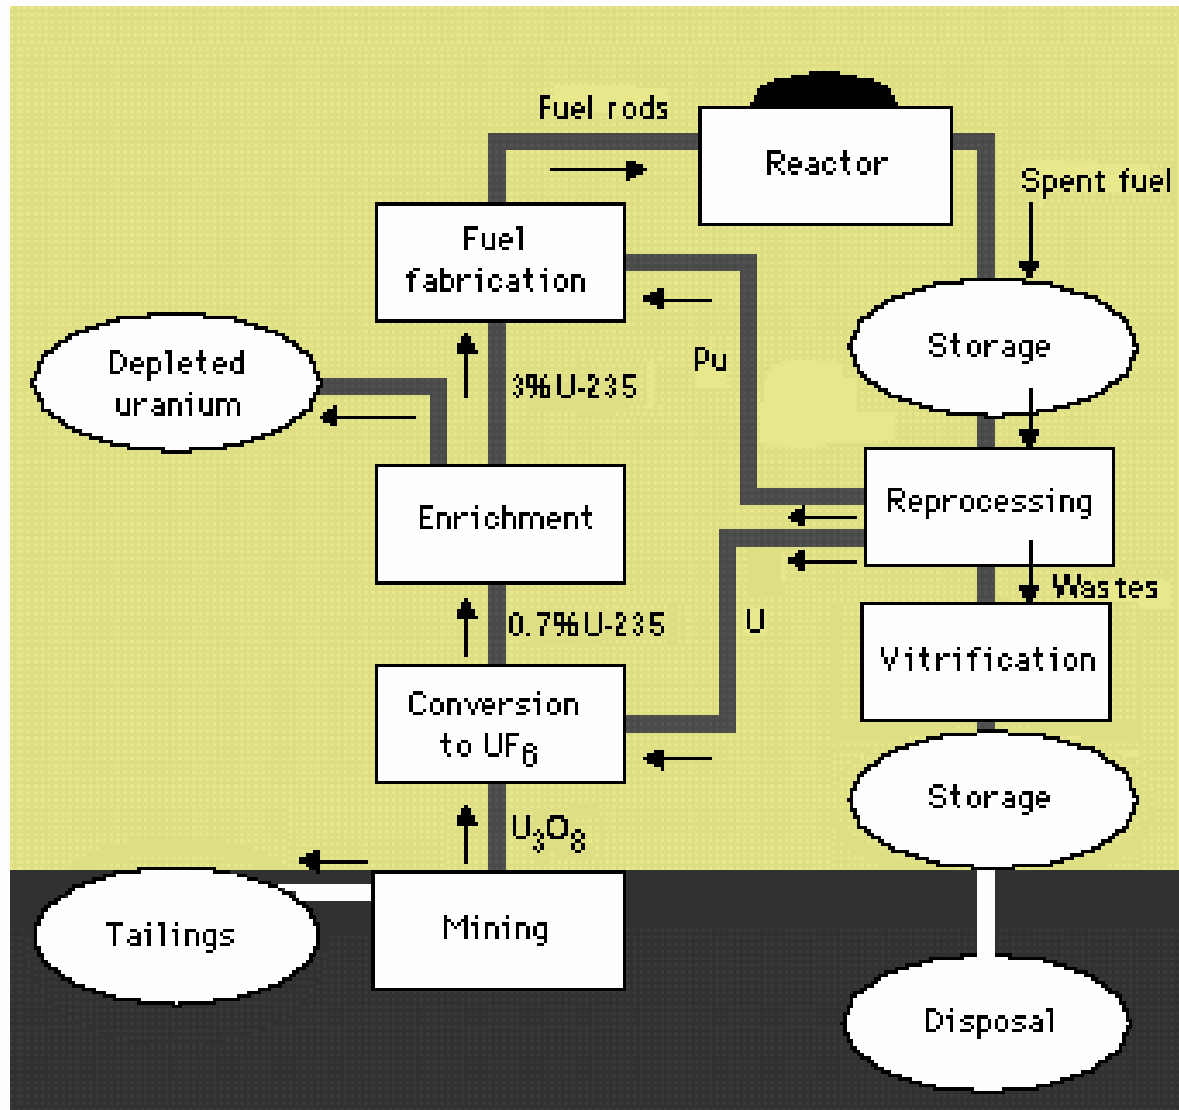 Fuel rods
Reactor
Spent fuel
Fuel
fabrication
Storage
Depleted
uranium
Pu
3%U-235
Enrichment
Reprocessing
Wastes
0.7%U-235
U
Vitrification
Conversion
to UF₆
Storage
U₃O₈
Tailings
Mining
Disposal